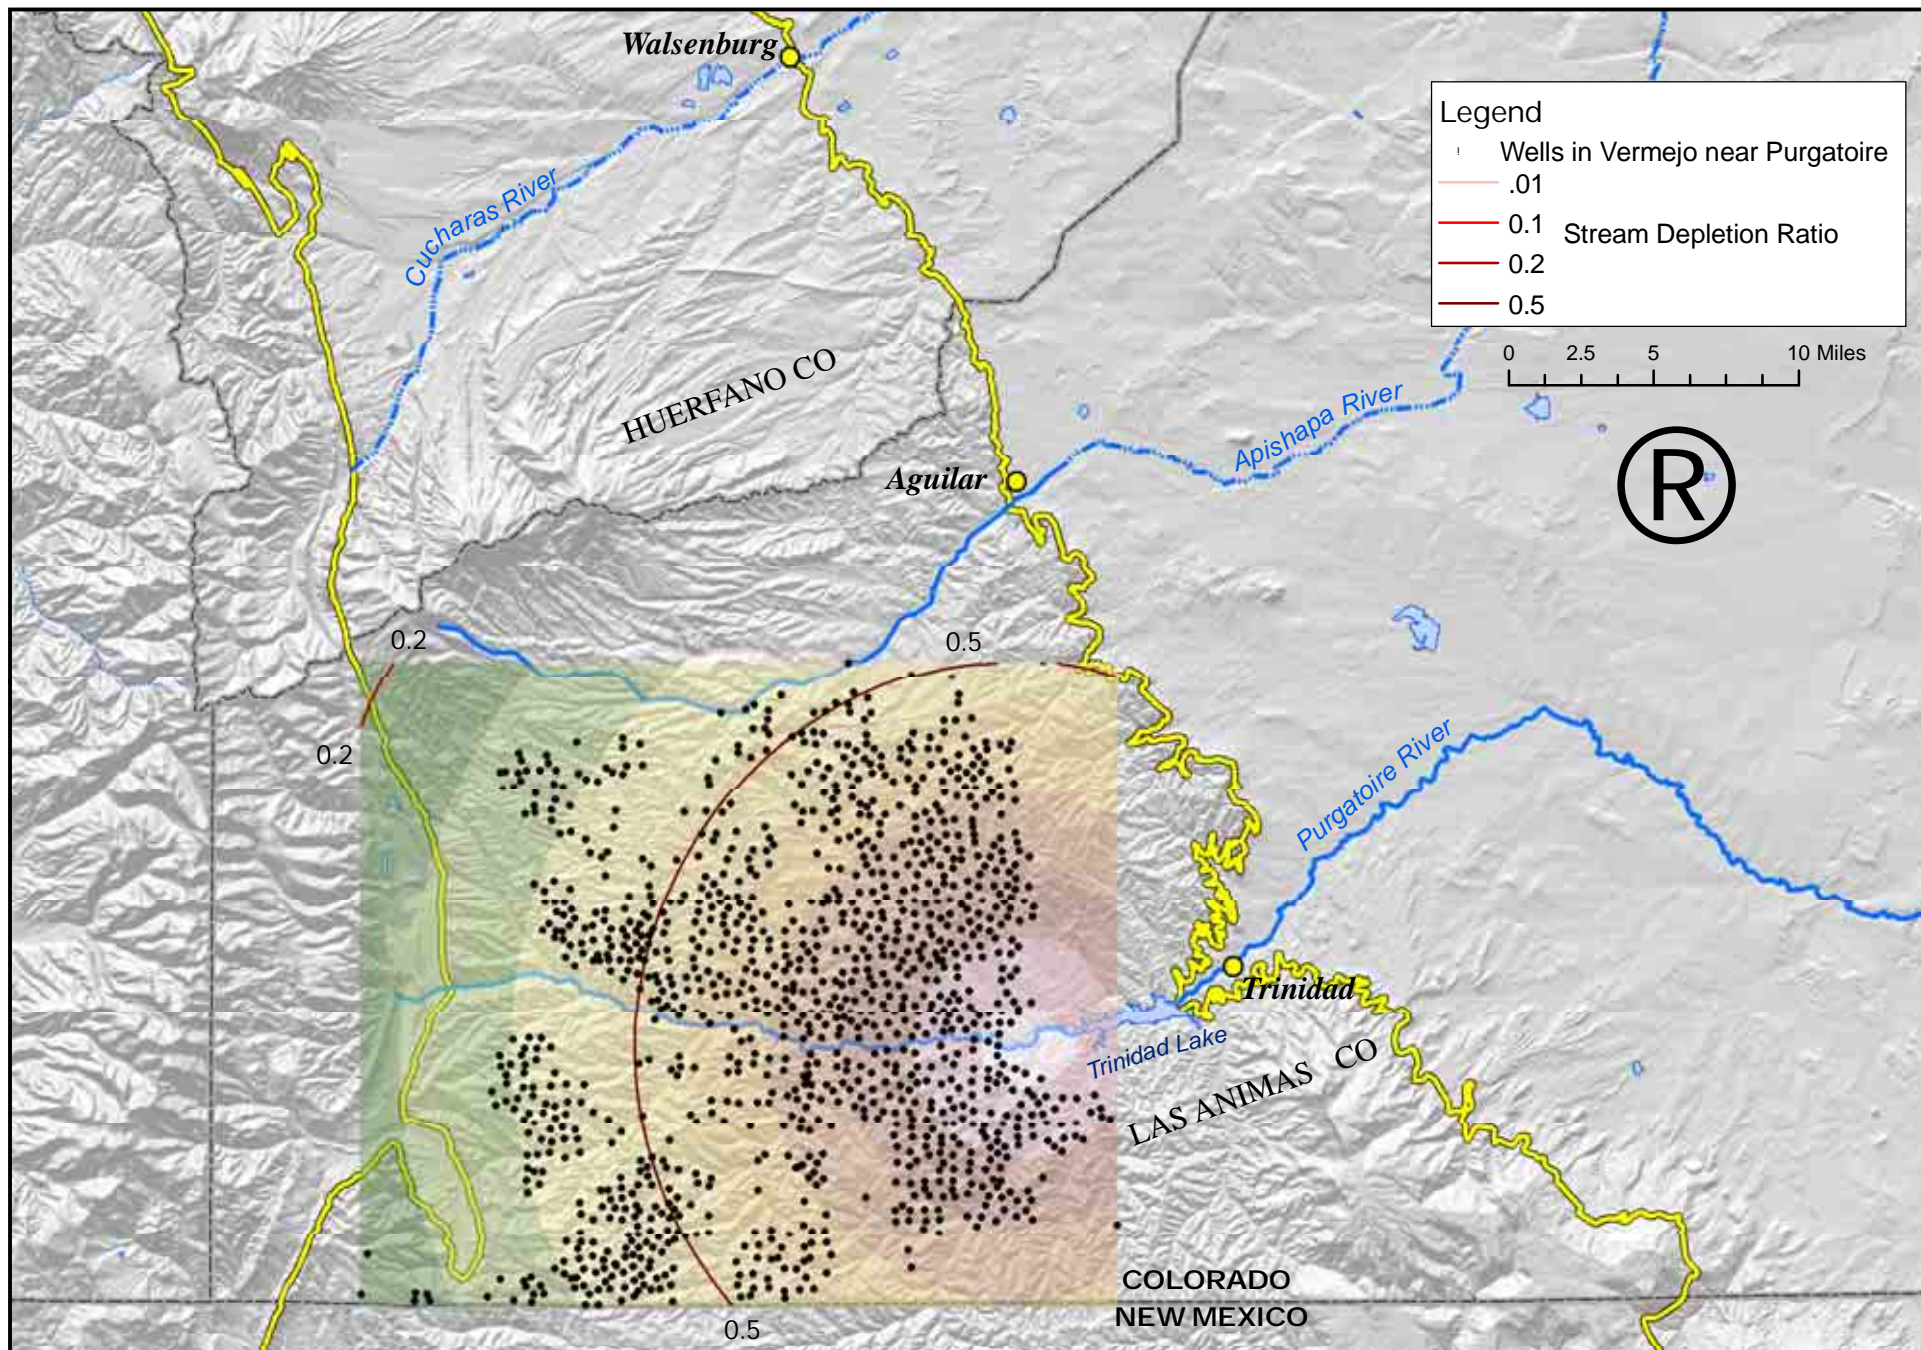 Walsenburg
Legend
! Wells in Vermejo near Purgatoire
.01
0.1
Stream Depletion Ratio
0.2
0.5
Cucharas River
0 2.5 5 10 Miles
HUERFANO CO
Apishapa River
®
Aguilar
0.2
0.5
0.2
Purgatoire River
Trinidad
Trinidad Lake
LAS ANIMAS CO
COLORADO
NEW MEXICO
0.5